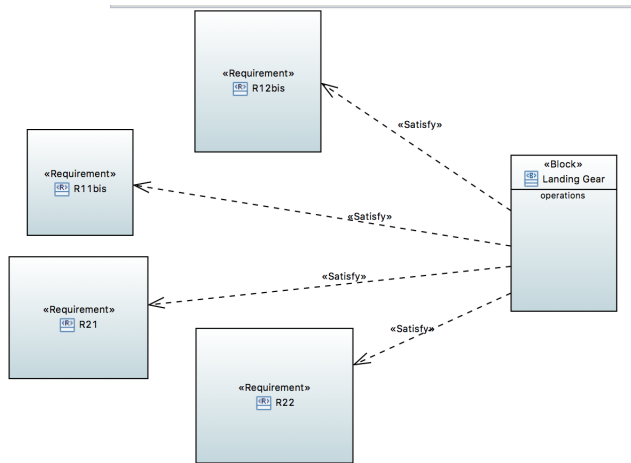 «Requirement»
<R> R12bis
«Satisfy»
«Block»
<B> Landing Gear
operations
«Requirement»
<R> R11bis
«Satisfy»
«Satisfy»
«Requirement»
<R> R21
«Satisfy»
«Requirement»
<R> R22